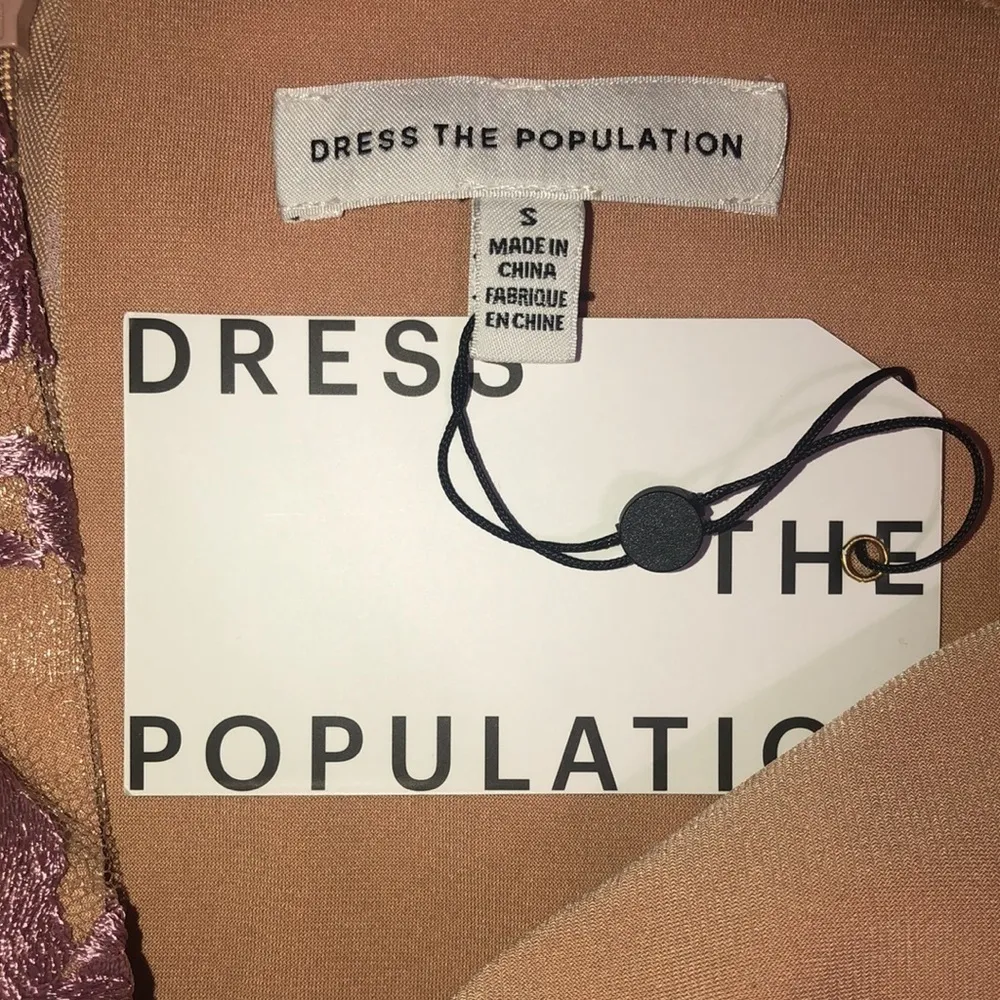 DRESS THE POPULATION
S
MADE IN
CHINA
FABRIQUE
EN CHINE
DRESS
THE
POPULATIO